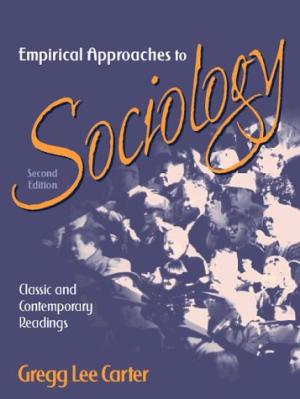 Empirical Approaches to
Sociology
Second
Edition
Classic and
Contemporary
Readings
Gregg Lee Carter